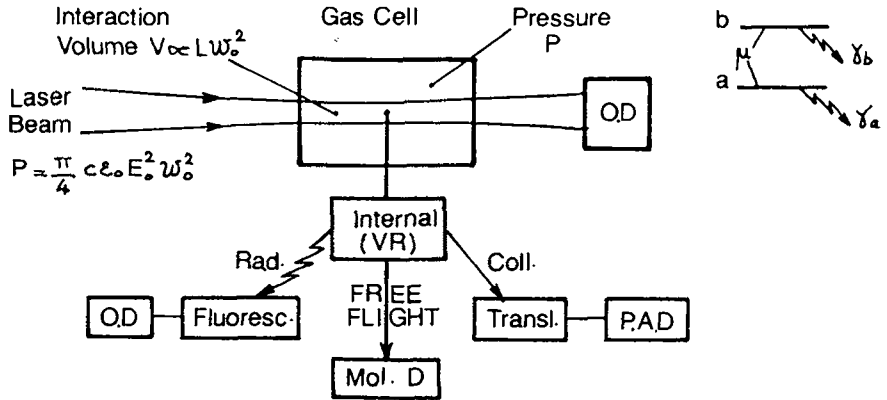 Interaction
Volume V ∝ Lw₀²
Gas Cell
Pressure
P
Laser
Beam
O.D
P = π/4 cε₀E₀²w₀²
b
μ
a
γb
γa
Internal
(VR)
Rad.
Coll.
FREE
FLIGHT
O.D
Fluoresc.
Transl.
P.A.D
Mol. D